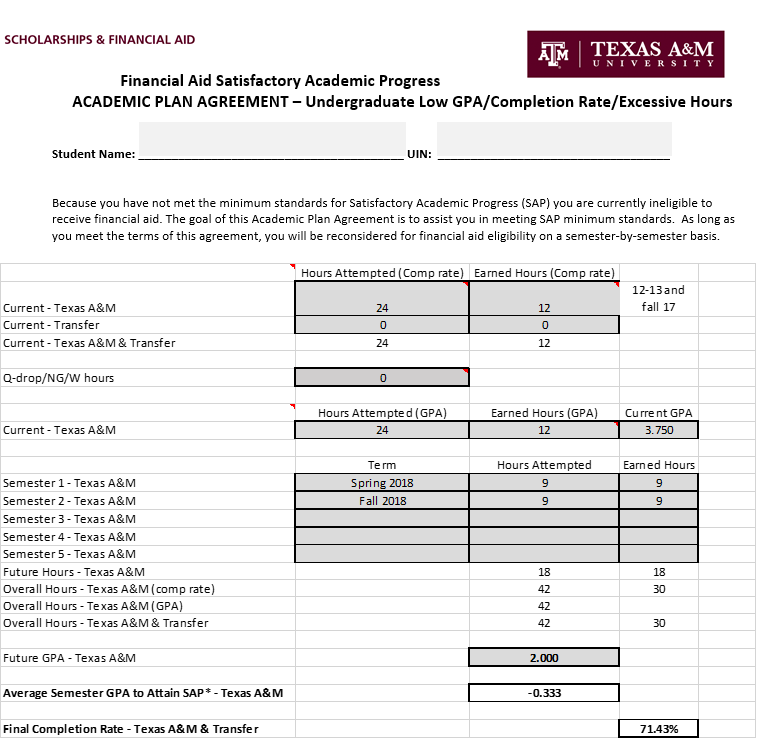 SCHOLARSHIPS & FINANCIAL AID
ĀM | TEXAS A&M
UNIVERSITY
Financial Aid Satisfactory Academic Progress
ACADEMIC PLAN AGREEMENT – Undergraduate Low GPA/Completion Rate/Excessive Hours
Student Name: UIN:
Because you have not met the minimum standards for Satisfactory Academic Progress (SAP) you are currently ineligible to
receive financial aid. The goal of this Academic Plan Agreement is to assist you in meeting SAP minimum standards. As long as
you meet the terms of this agreement, you will be reconsidered for financial aid eligibility on a semester-by-semester basis.
Hours Attempted (Comp rate) Earned Hours (Comp rate)
12-13 and
Current - Texas A&M 24 12 fall 17
Current - Transfer 0 0
Current - Texas A&M & Transfer 24 12
Q-drop/NG/W hours 0
Hours Attempted (GPA) Earned Hours (GPA) Current GPA
Current - Texas A&M 24 12 3.750
Term Hours Attempted Earned Hours
Semester 1 - Texas A&M Spring 2018 9 9
Semester 2 - Texas A&M Fall 2018 9 9
Semester 3 - Texas A&M
Semester 4 - Texas A&M
Semester 5 - Texas A&M
Future Hours - Texas A&M 18 18
Overall Hours - Texas A&M (comp rate) 42 30
Overall Hours - Texas A&M (GPA) 42
Overall Hours - Texas A&M & Transfer 42 30
Future GPA - Texas A&M 2.000
Average Semester GPA to Attain SAP* - Texas A&M -0.333
Final Completion Rate - Texas A&M & Transfer 71.43%